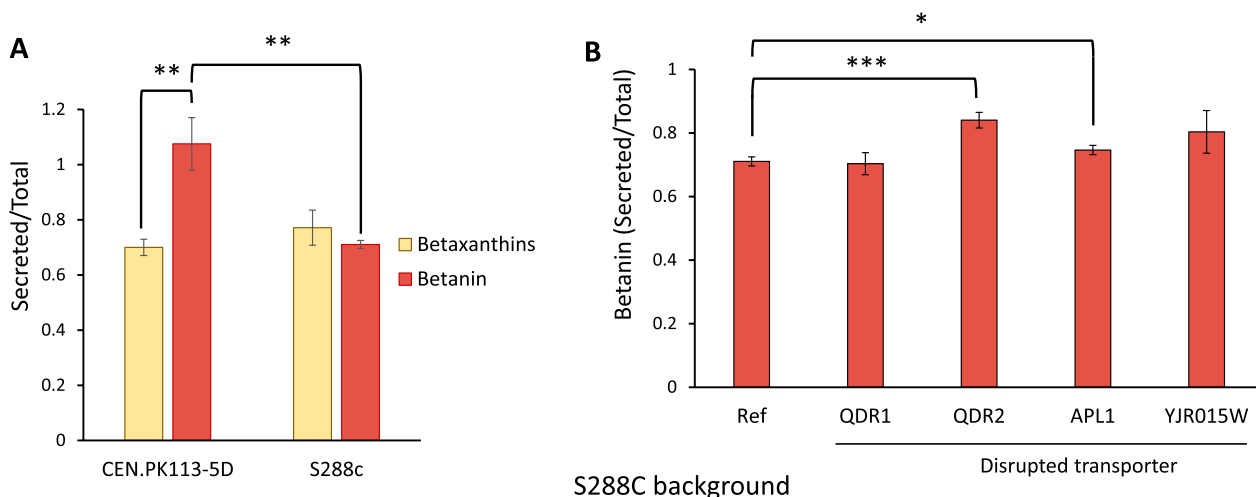 A
**
**
Secreted/Total
1.2
1
0.8
0.6
0.4
0.2
0
CEN.PK113-5D
S288c
Betaxanthins
Betanin
B
*
***
Betanin (Secreted/Total)
1
0.8
0.6
0.4
0.2
0
Ref
QDR1
QDR2
APL1
YJR015W
Disrupted transporter
S288C background